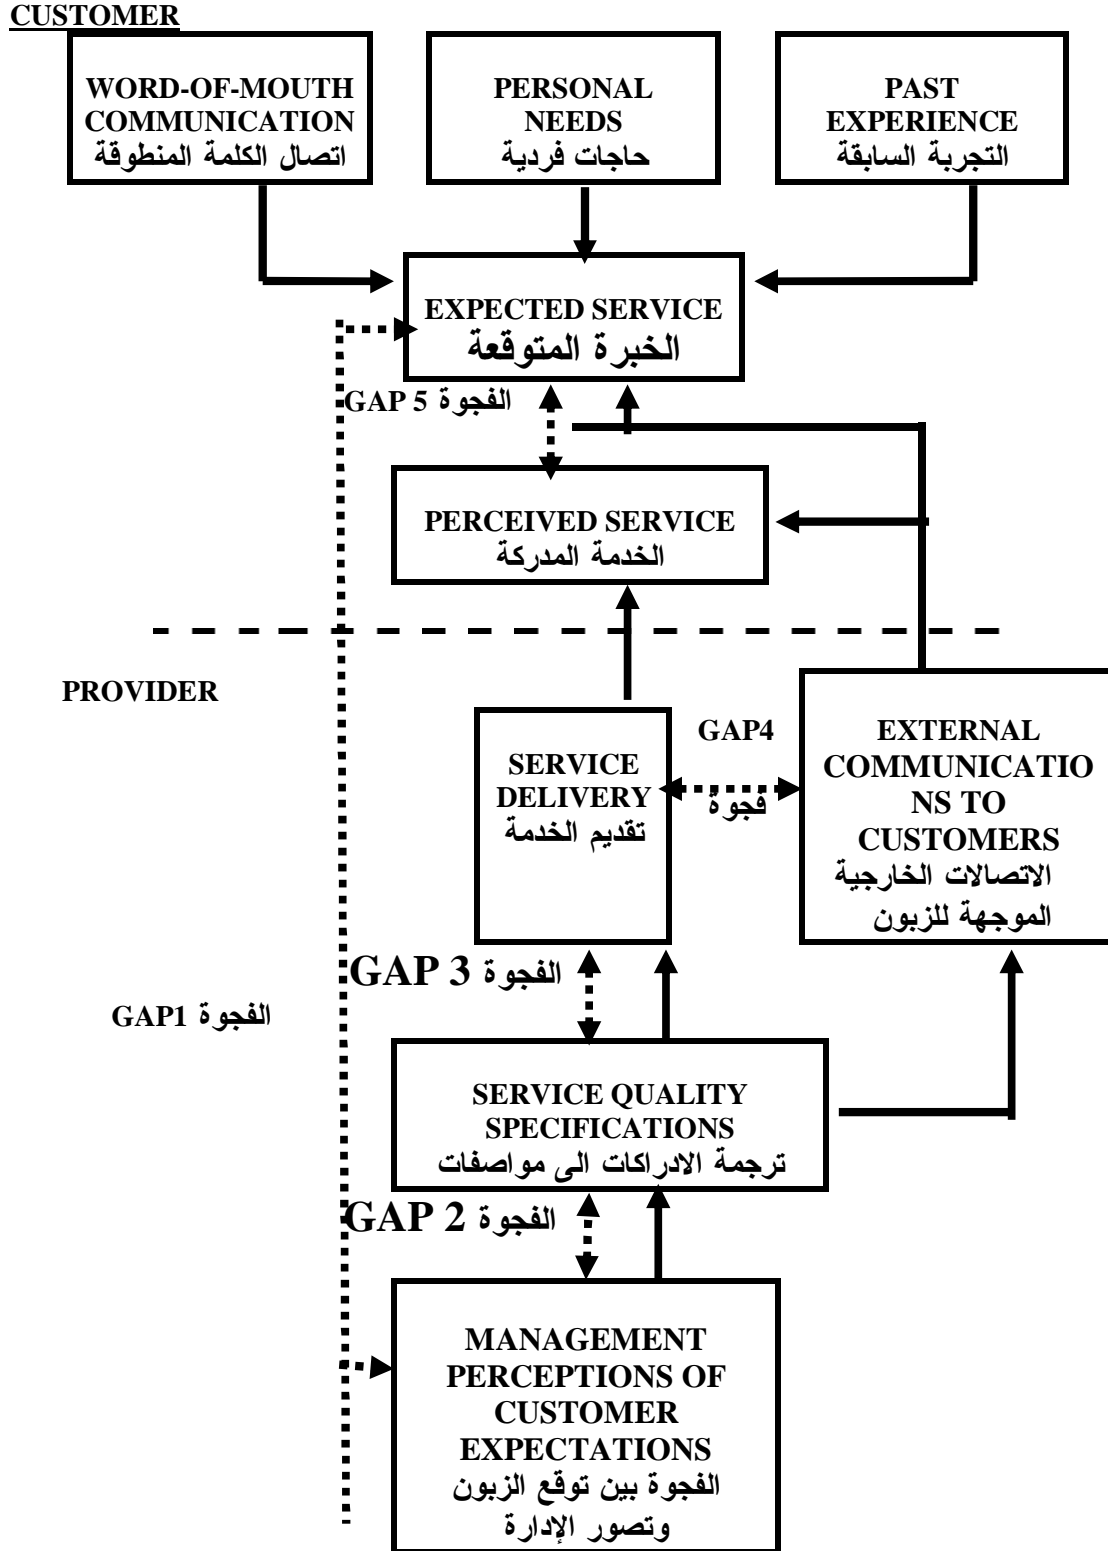 CUSTOMER
WORD-OF-MOUTH
COMMUNICATION
اتصال الكلمة المنطوقة
PERSONAL
NEEDS
حاجات فردية
PAST
EXPERIENCE
التجربة السابقة
EXPECTED SERVICE
الخبرة المتوقعة
GAP 5 الفجوة
PERCEIVED SERVICE
الخدمة المدركة
PROVIDER
SERVICE
DELIVERY
تقديم الخدمة
GAP4
فجوة
EXTERNAL
COMMUNICATIO
NS TO
CUSTOMERS
الاتصالات الخارجية
الموجهة للزبون
GAP 3 الفجوة
GAP1 الفجوة
SERVICE QUALITY
SPECIFICATIONS
ترجمة الادراكات الى مواصفات
GAP 2 الفجوة
MANAGEMENT
PERCEPTIONS OF
CUSTOMER
EXPECTATIONS
الفجوة بين توقع الزبون
وتصور الإدارة